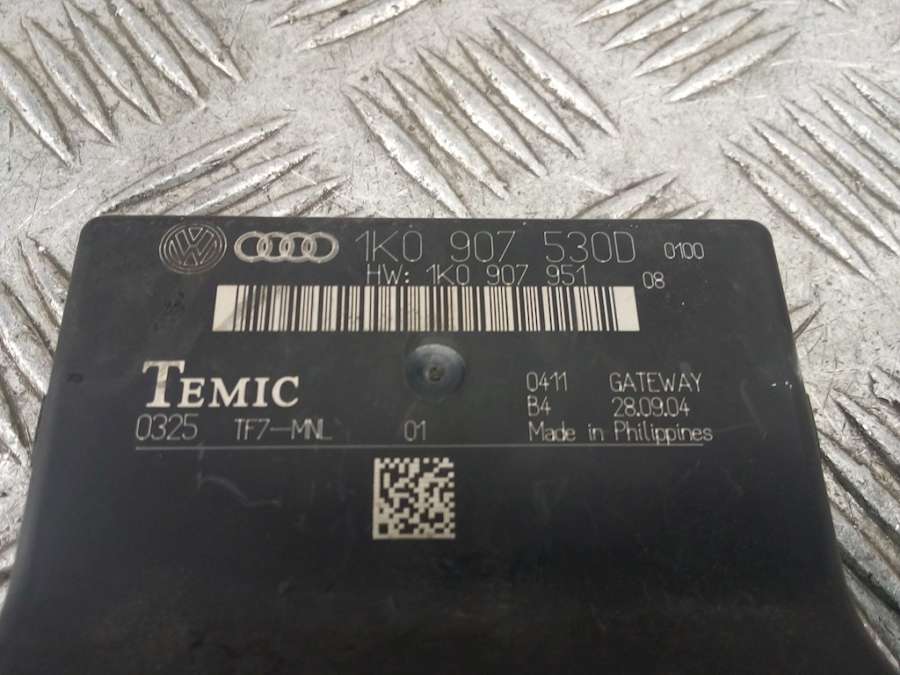 1K0 907 530D 0100
HW: 1K0 907 951 08
TEMIC
0411 GATEWAY
B4 28.09.04
0325 TF7-MNL 01 Made in Philippines